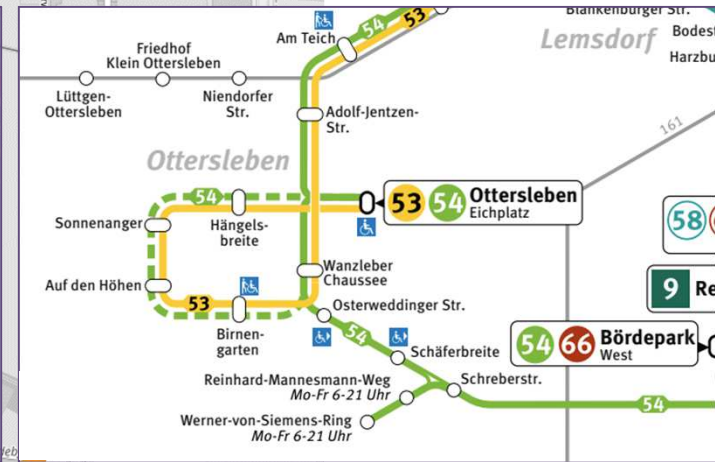 Blankenburger Str.
54
53
Am Teich
Lemsdorf
Friedhof
Klein Ottersleben
Lüttgen-
Ottersleben
Niendorfer
Str.
Adolf-Jentzen-
Str.
161
Ottersleben
54
53 54 Ottersleben
Eichplatz
Sonnenanger
Hängels-
breite
58
Wanzleber
Chaussee
Auf den Höhen
9
53
Osterweddinger Str.
Birnen-
garten
54
54 66 Bördepark
West
Schäferbreite
Reinhard-Mannesmann-Weg
Mo-Fr 6-21 Uhr
Schreberstr.
54
Werner-von-Siemens-Ring
Mo-Fr 6-21 Uhr